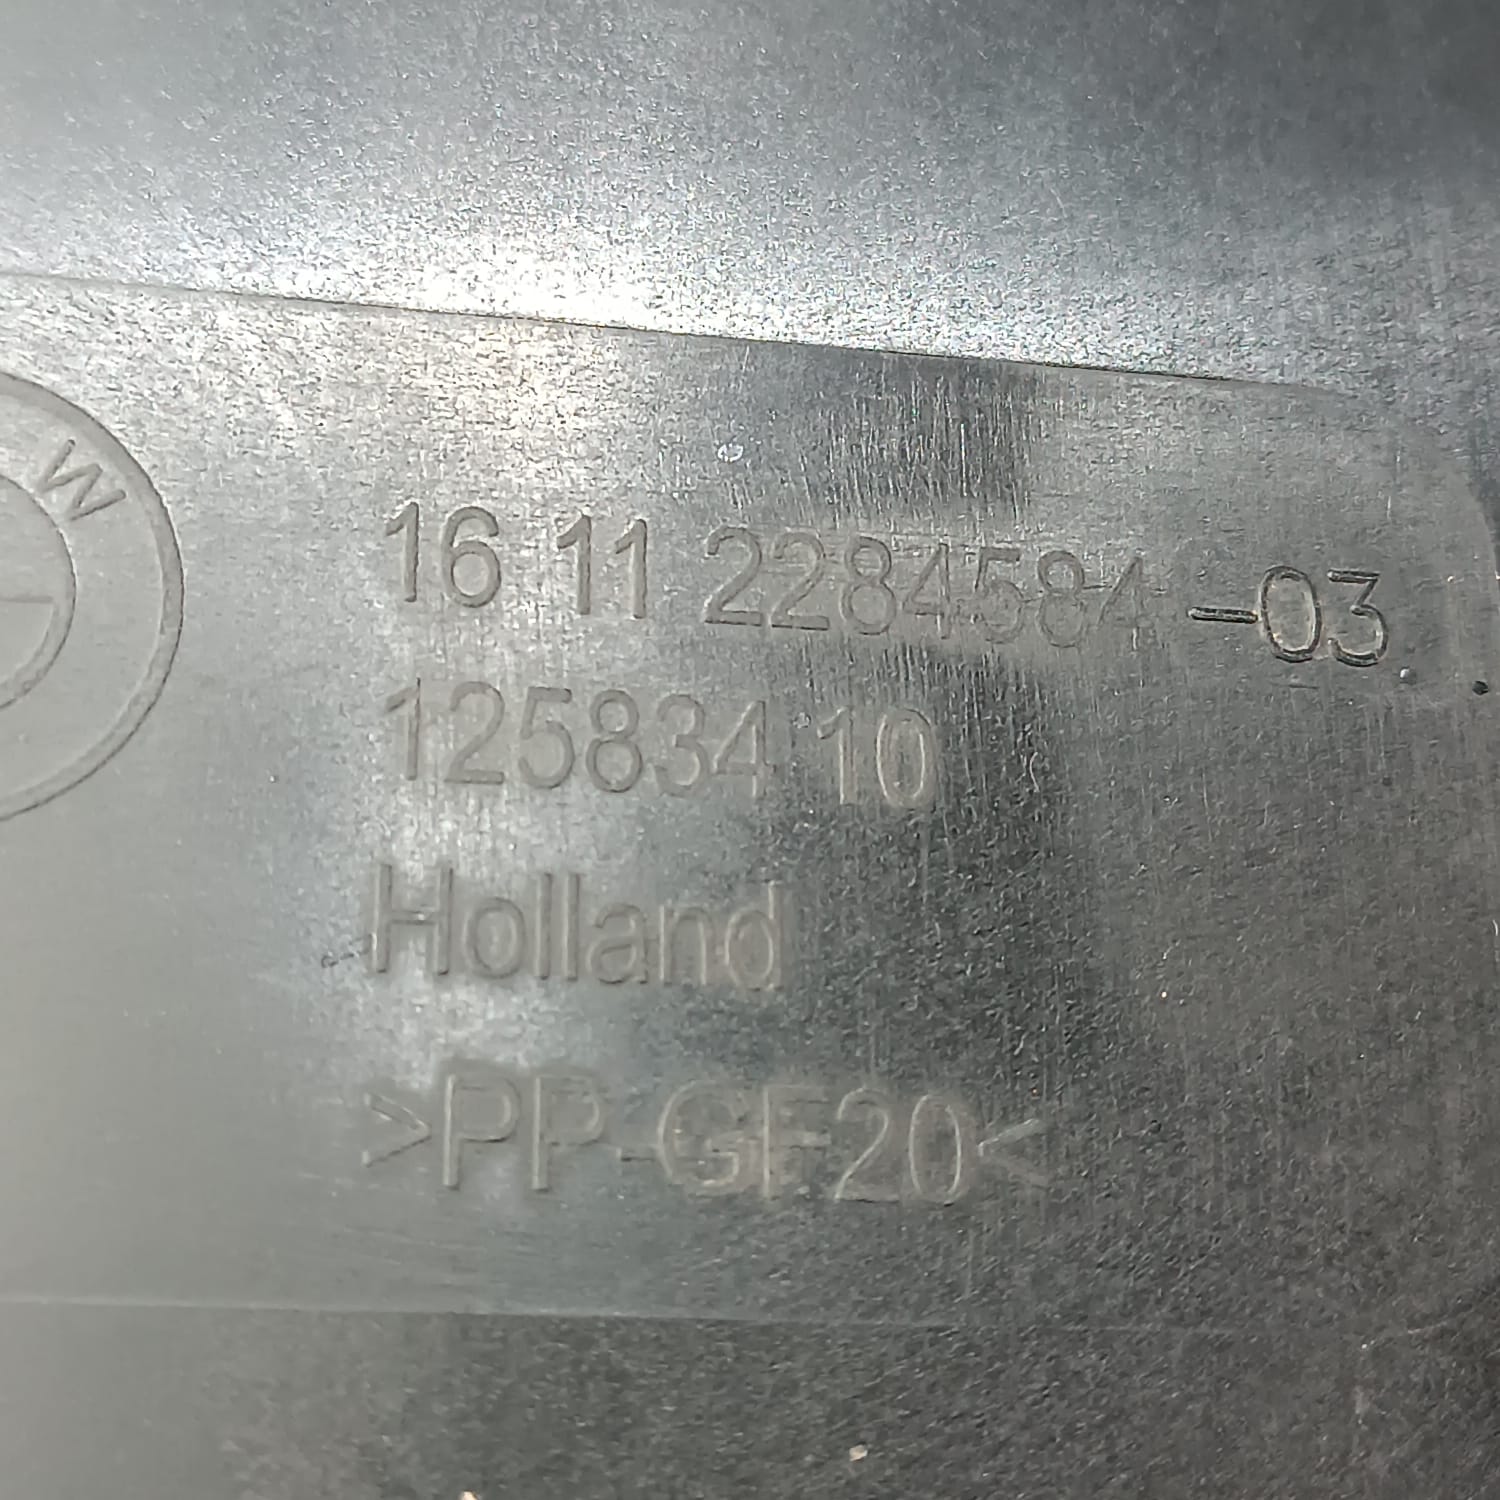 W
16 11 2284584-03
125834 10
Holland
>PP-GF20<